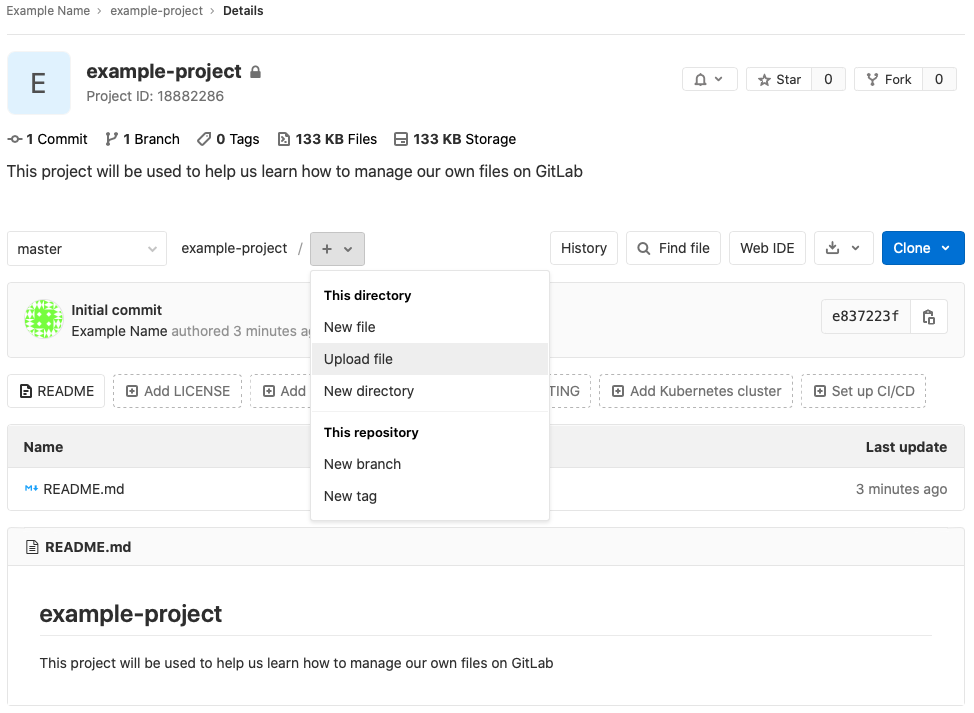 Example Name > example-project > Details
E
example-project
Project ID: 18882286
Star 0
Fork 0
1 Commit 1 Branch 0 Tags 133 KB Files 133 KB Storage
This project will be used to help us learn how to manage our own files on GitLab
master
example-project / +
History
Find file
Web IDE
Clone
This directory
New file
Upload file
New directory
This repository
New branch
New tag
Initial commit
Example Name authored 3 minutes
e837223f
README
Add LICENSE
Add
Add Kubernetes cluster
Set up CI/CD
Name Last update
README.md 3 minutes ago
README.md
example-project
This project will be used to help us learn how to manage our own files on GitLab